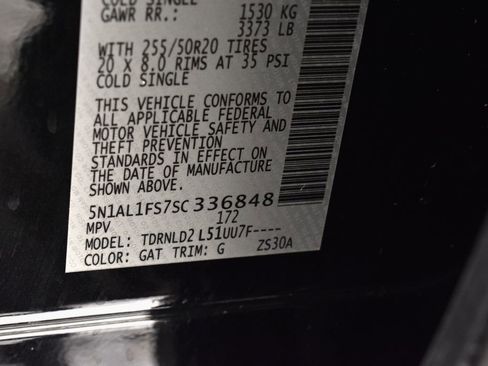 COLD SINGLE
GAWR RR.: 1530 KG
3373 LB
WITH 255/50R20 TIRES
20 X 8.0 RIMS AT 35 PSI
COLD SINGLE
THIS VEHICLE CONFORMS TO
ALL APPLICABLE FEDERAL
MOTOR VEHICLE SAFETY AND
THEFT PREVENTION
STANDARDS IN EFFECT ON
THE DATE OF MANUFACTURE
SHOWN ABOVE.
5N1AL1FS7SC336848
MPV 172
MODEL: TDRNLD2 L51UU7F----
COLOR: GAT TRIM: G ZS30A